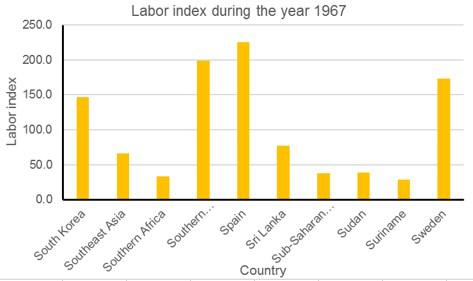 Labor index during the year 1967
Labor index
250.0
200.0
150.0
100.0
50.0
0.0
South Korea
Southeast Asia
Southern Africa
Southern...
Spain
Sri Lanka
Sub-Saharan...
Sudan
Suriname
Sweden
Country